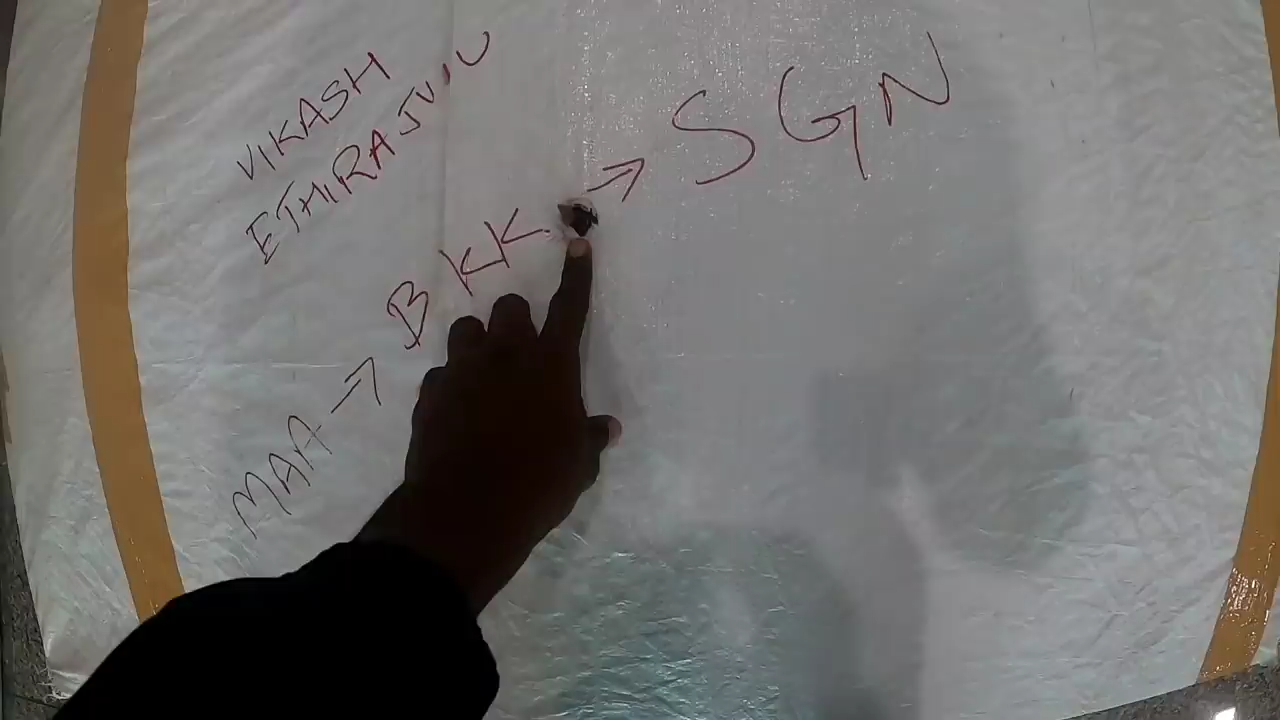 VIKASH
ETHIRAJULU
MAA → BKK → SGN